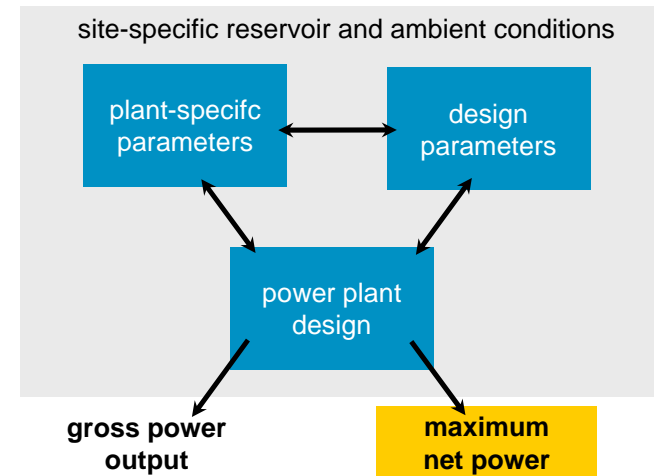 site-specific reservoir and ambient conditions
plant-specifc
parameters
design
parameters
power plant
design
gross power
output
maximum
net power